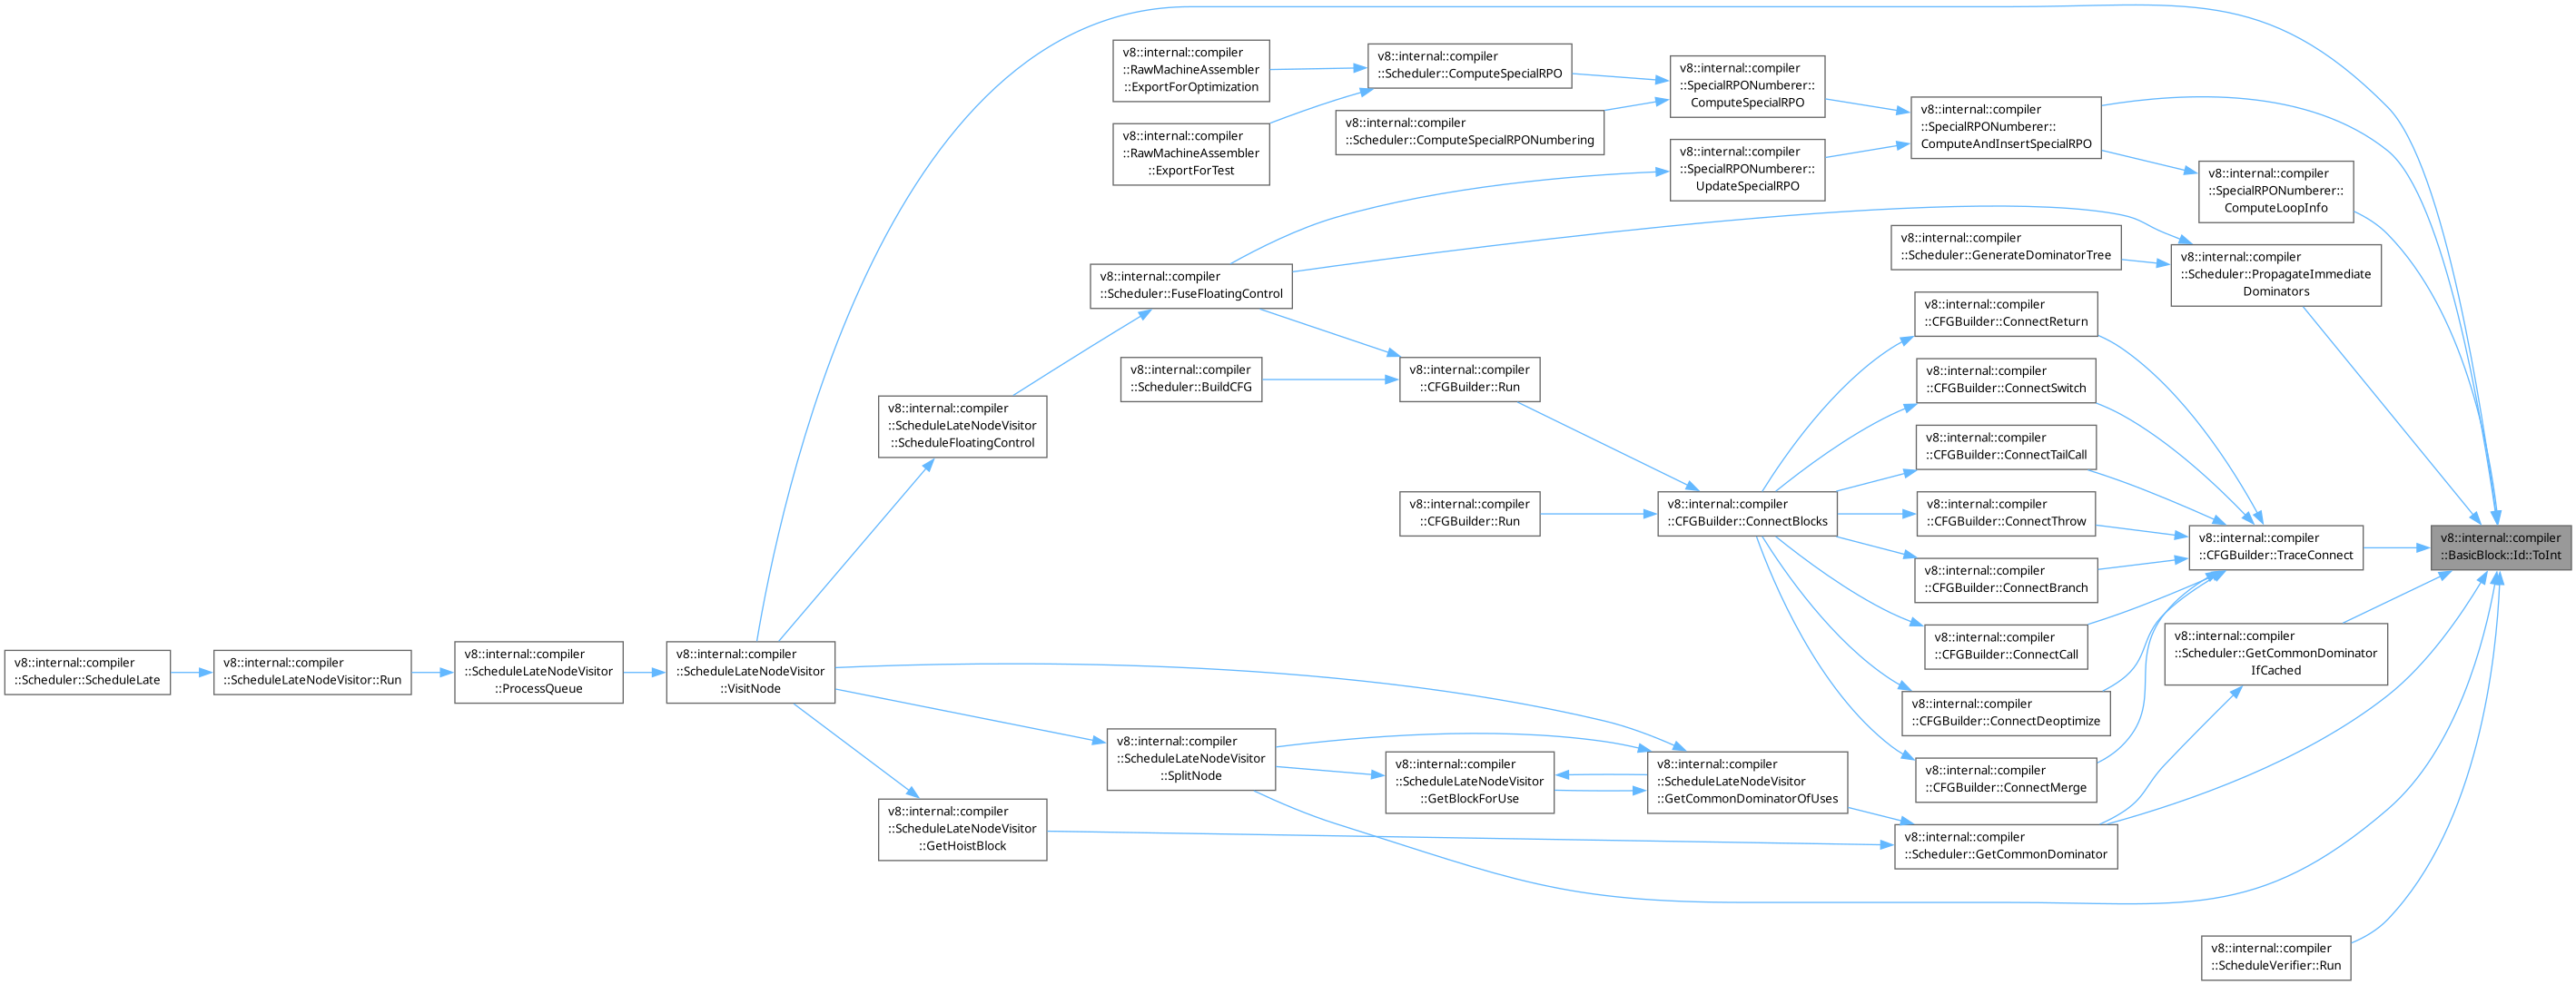 v8::internal::compiler
::RawMachineAssembler
::ExportForOptimization
v8::internal::compiler
::Scheduler::ComputeSpecialRPO
v8::internal::compiler
::SpecialRPONumberer::
ComputeSpecialRPO
v8::internal::compiler
::SpecialRPONumberer::
ComputeAndInsertSpecialRPO
v8::internal::compiler
::Scheduler::ComputeSpecialRPONumbering
v8::internal::compiler
::RawMachineAssembler
::ExportForTest
v8::internal::compiler
::SpecialRPONumberer::
UpdateSpecialRPO
v8::internal::compiler
::SpecialRPONumberer::
ComputeLoopInfo
v8::internal::compiler
::Scheduler::GenerateDominatorTree
v8::internal::compiler
::Scheduler::PropagateImmediate
Dominators
v8::internal::compiler
::Scheduler::FuseFloatingControl
v8::internal::compiler
::CFGBuilder::ConnectReturn
v8::internal::compiler
::Scheduler::BuildCFG
v8::internal::compiler
::CFGBuilder::Run
v8::internal::compiler
::CFGBuilder::ConnectSwitch
v8::internal::compiler
::ScheduleLateNodeVisitor
::ScheduleFloatingControl
v8::internal::compiler
::CFGBuilder::ConnectTailCall
v8::internal::compiler
::CFGBuilder::Run
v8::internal::compiler
::CFGBuilder::ConnectBlocks
v8::internal::compiler
::CFGBuilder::ConnectThrow
v8::internal::compiler
::CFGBuilder::TraceConnect
v8::internal::compiler
::BasicBlock::Id::ToInt
v8::internal::compiler
::CFGBuilder::ConnectBranch
v8::internal::compiler
::CFGBuilder::ConnectCall
v8::internal::compiler
::Scheduler::GetCommonDominator
IfCached
v8::internal::compiler
::Scheduler::ScheduleLate
v8::internal::compiler
::ScheduleLateNodeVisitor::Run
v8::internal::compiler
::ScheduleLateNodeVisitor
::ProcessQueue
v8::internal::compiler
::ScheduleLateNodeVisitor
::VisitNode
v8::internal::compiler
::CFGBuilder::ConnectDeoptimize
v8::internal::compiler
::ScheduleLateNodeVisitor
::SplitNode
v8::internal::compiler
::ScheduleLateNodeVisitor
::GetBlockForUse
v8::internal::compiler
::ScheduleLateNodeVisitor
::GetCommonDominatorOfUses
v8::internal::compiler
::CFGBuilder::ConnectMerge
v8::internal::compiler
::ScheduleLateNodeVisitor
::GetHoistBlock
v8::internal::compiler
::Scheduler::GetCommonDominator
v8::internal::compiler
::ScheduleVerifier::Run